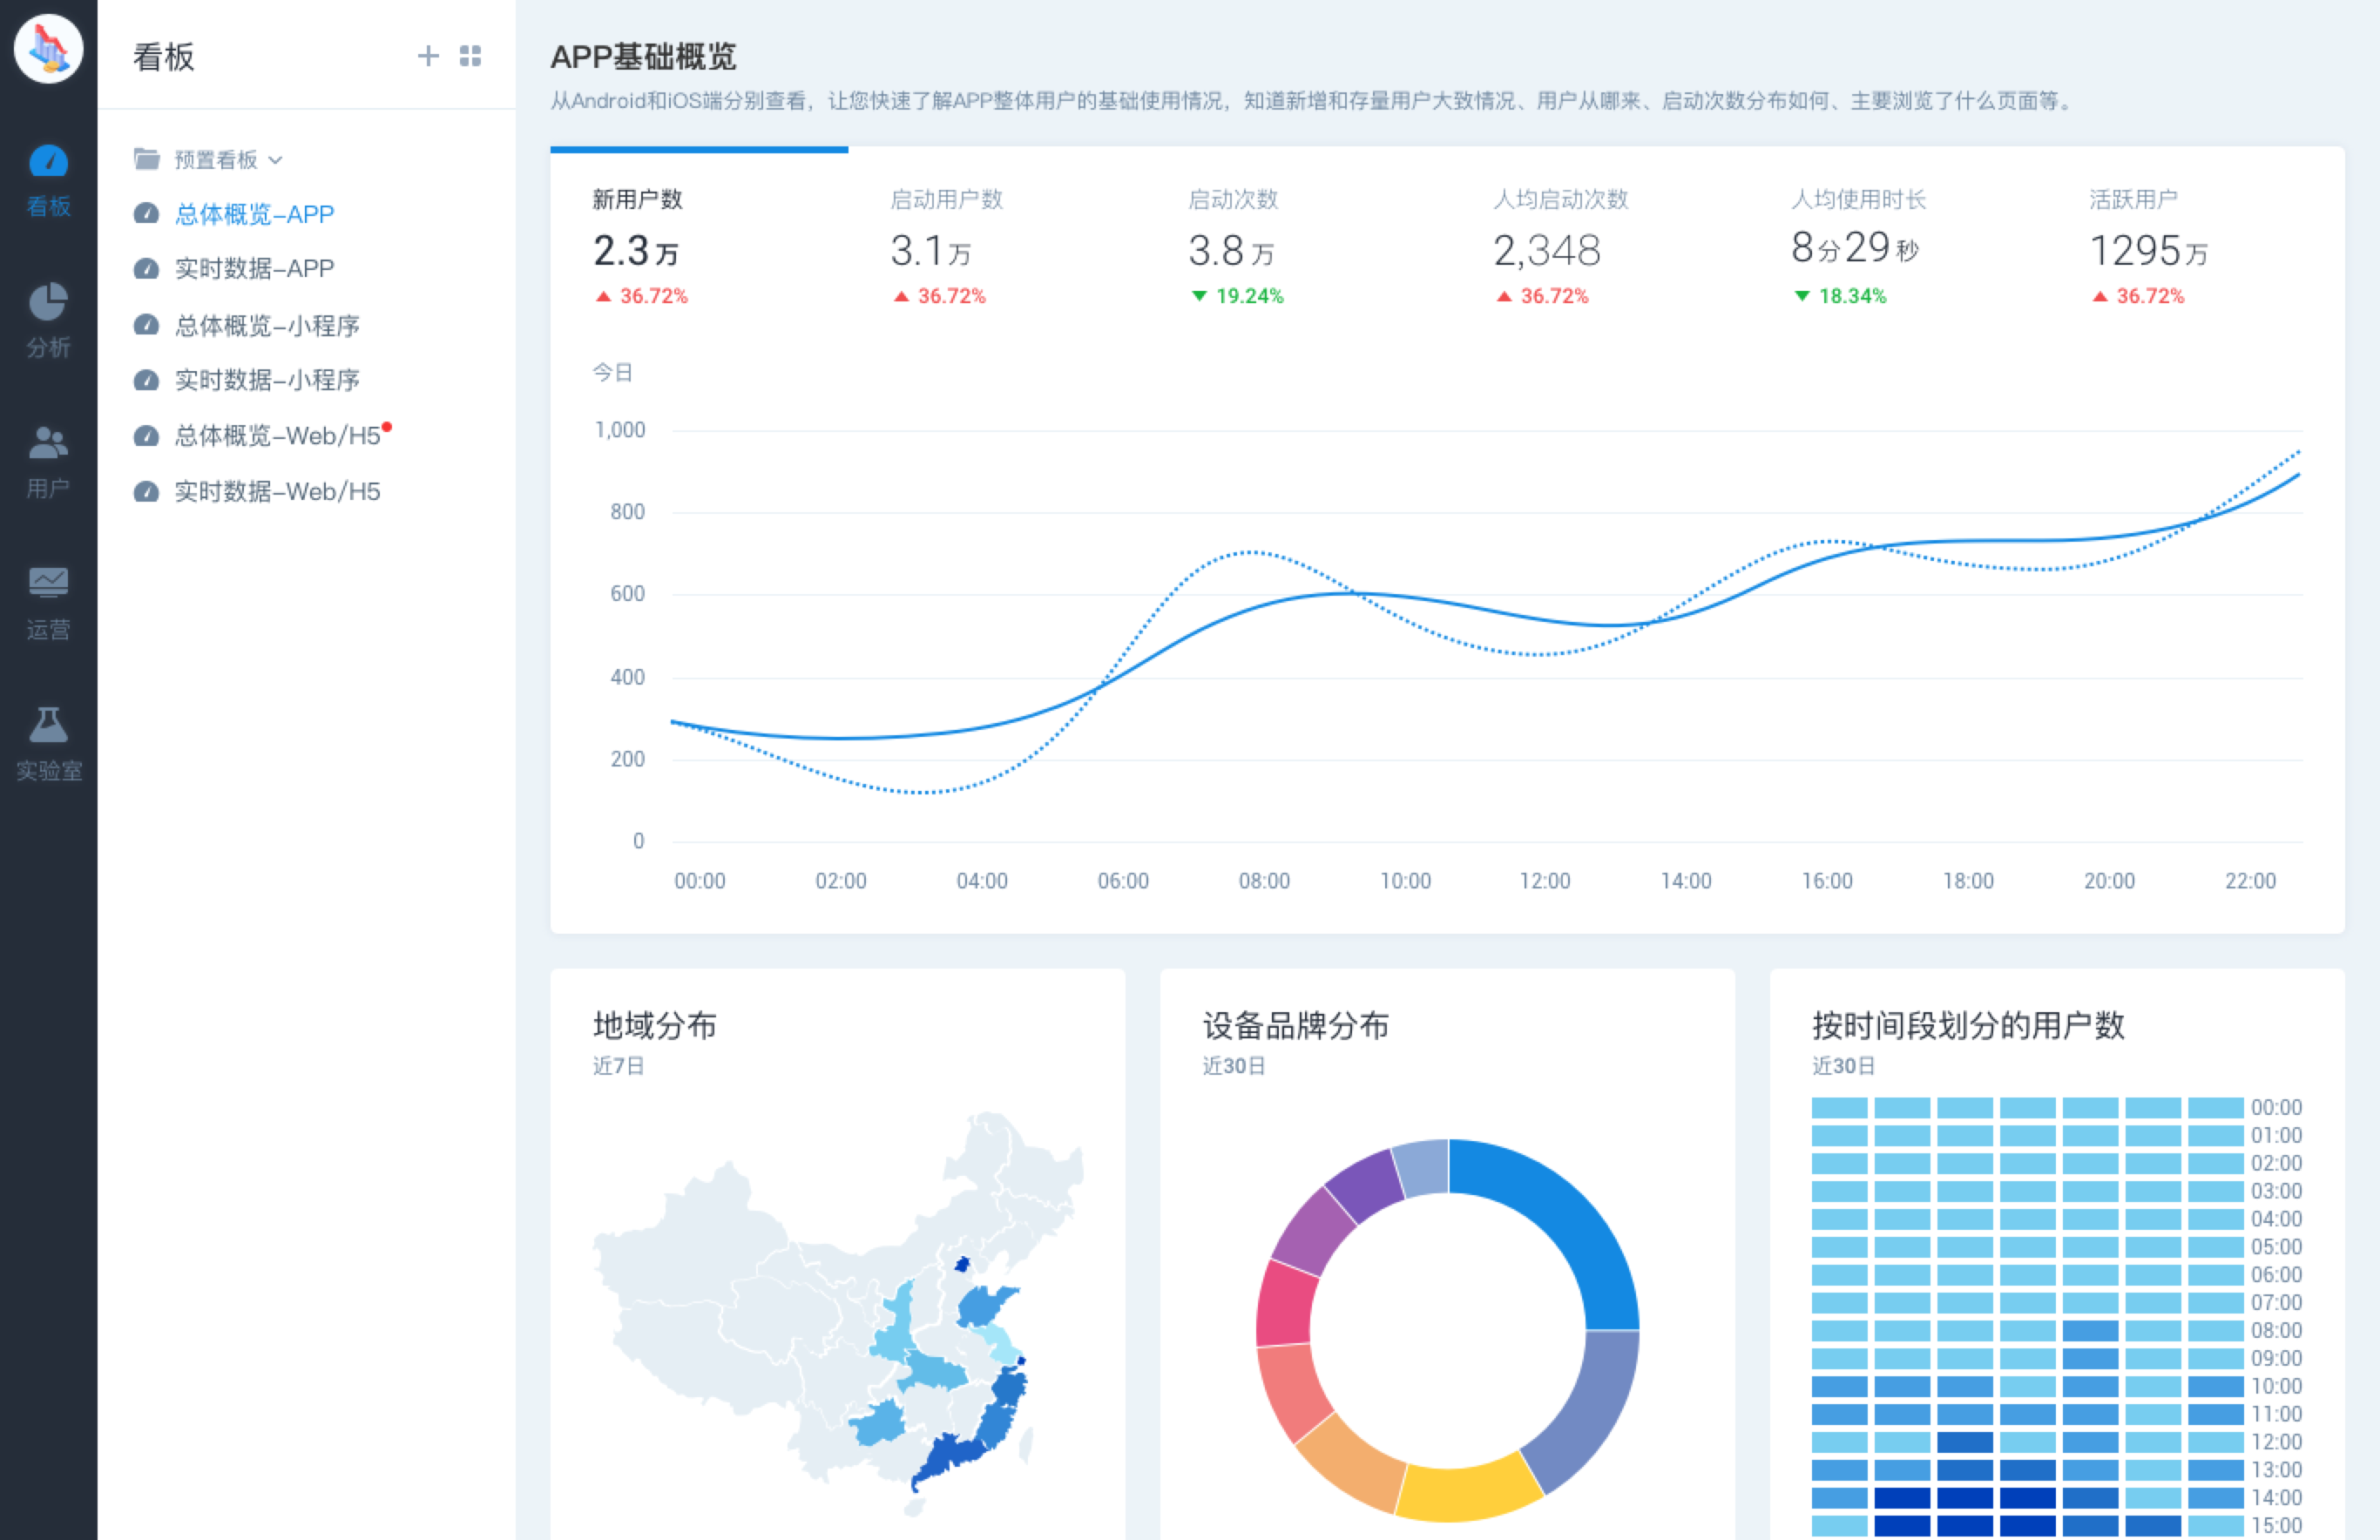 看板
看板
分析
用户
运营
实验室
预置看板
总体概览-APP
实时数据-APP
总体概览-小程序
实时数据-小程序
总体概览-Web/H5
实时数据-Web/H5
APP基础概览
从Android和iOS端分别查看，让您快速了解APP整体用户的基础使用情况，知道新增和存量用户大致情况、用户从哪来、启动次数分布如何、主要浏览了什么页面等。
新用户数 启动用户数 启动次数 人均启动次数 人均使用时长 活跃用户
2.3万 3.1万 3.8万 2,348 8分29秒 1295万
36.72% 36.72% 19.24% 36.72% 18.34% 36.72%
今日
1,000
800
600
400
200
0
00:00 02:00 04:00 06:00 08:00 10:00 12:00 14:00 16:00 18:00 20:00 22:00
地域分布
近7日
设备品牌分布
近30日
按时间段划分的用户数
近30日
00:00
01:00
02:00
03:00
04:00
05:00
06:00
07:00
08:00
09:00
10:00
11:00
12:00
13:00
14:00
15:00